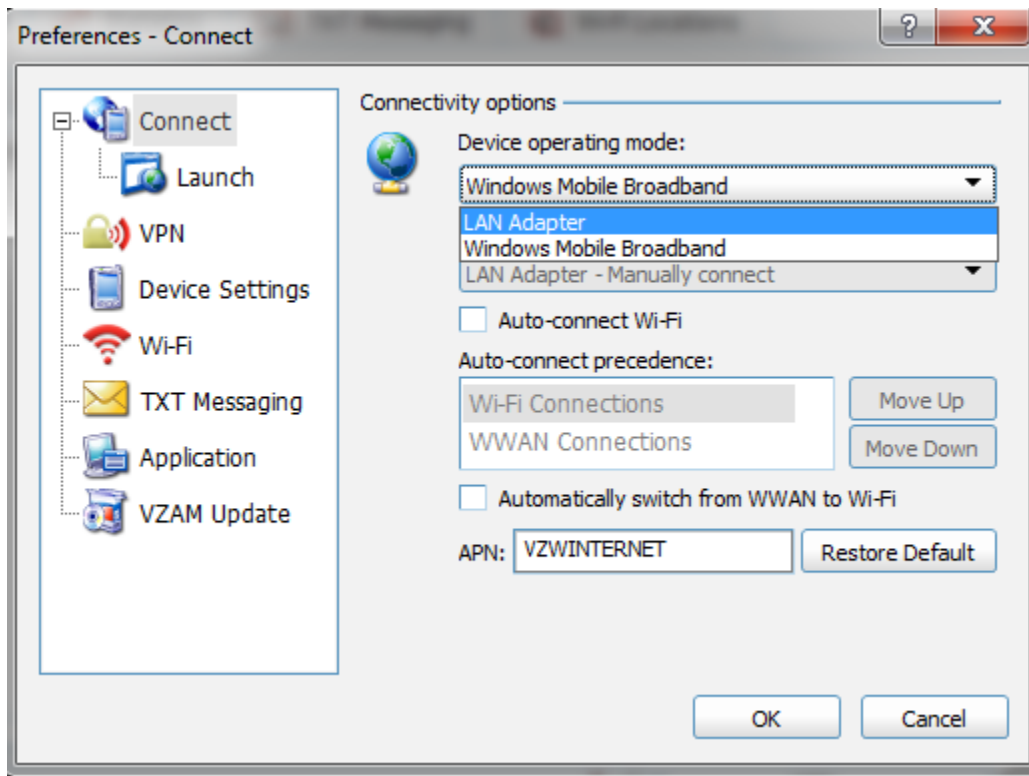 Preferences - Connect
TXT Messaging
Connect
Launch
VPN
Device Settings
Wi-Fi
TXT Messaging
Application
VZAM Update
Connectivity options
Device operating mode:
Windows Mobile Broadband
LAN Adapter
Windows Mobile Broadband
LAN Adapter - Manually connect
Auto-connect Wi-Fi
Auto-connect precedence:
Wi-Fi Connections
WWAN Connections
Move Up
Move Down
Automatically switch from WWAN to Wi-Fi
APN: VZWINTERNET
Restore Default
OK
Cancel